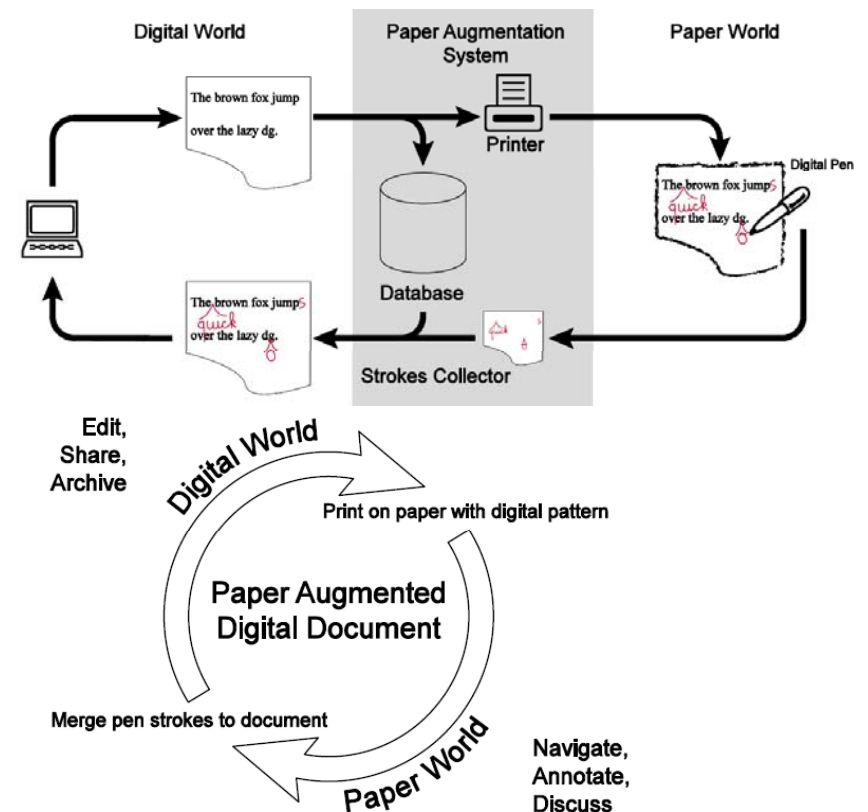 Digital World
Paper Augmentation
System
Paper World
The brown fox jump
over the lazy dg.
Printer
Digital Pen
The brown fox jumps
quick
over the lazy dg.
o
Database
The brown fox jumps
quick
over the lazy dg.
o
quick
s
o
Strokes Collector
Edit,
Share,
Archive
Digital World
Print on paper with digital pattern
Paper Augmented
Digital Document
Merge pen strokes to document
Paper World
Navigate,
Annotate,
Discuss